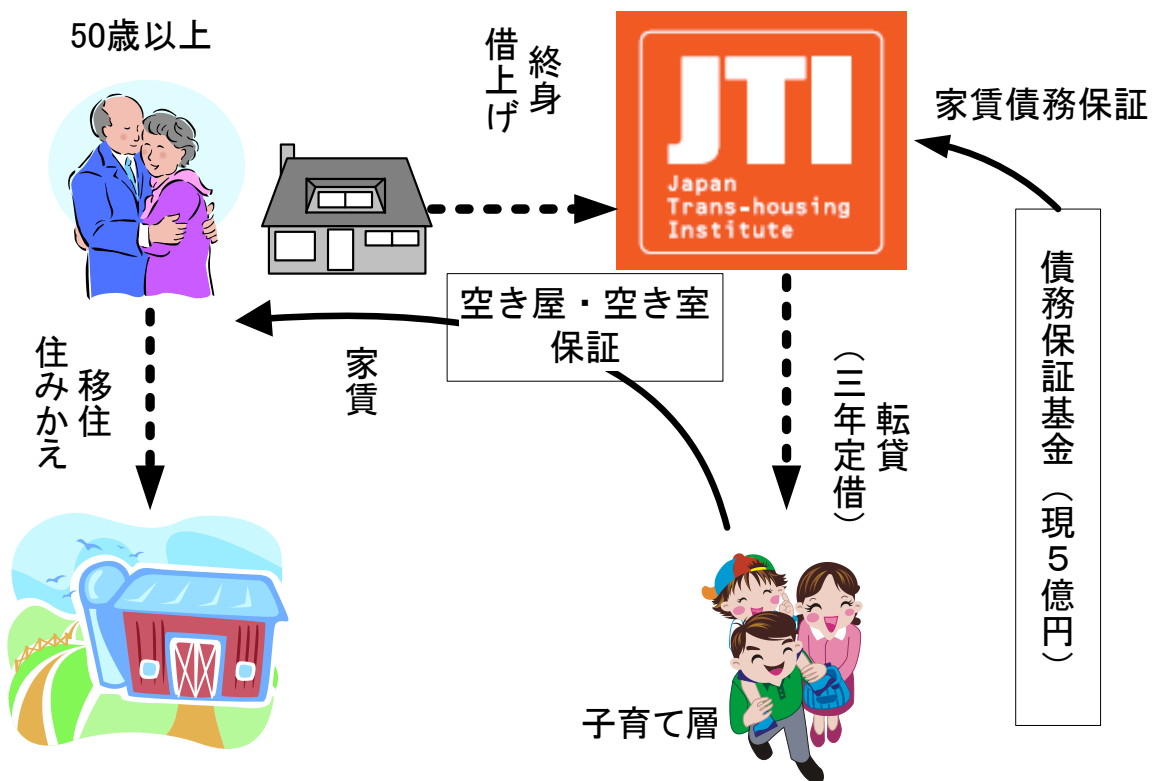 50歳以上
終身
借上げ
JTI
Japan
Trans-housing
Institute
家賃債務保証
空き屋・空き室
保証
家賃
移住
住みかえ
転貸
（三年定借）
債務保証基金（現５億円）
子育て層